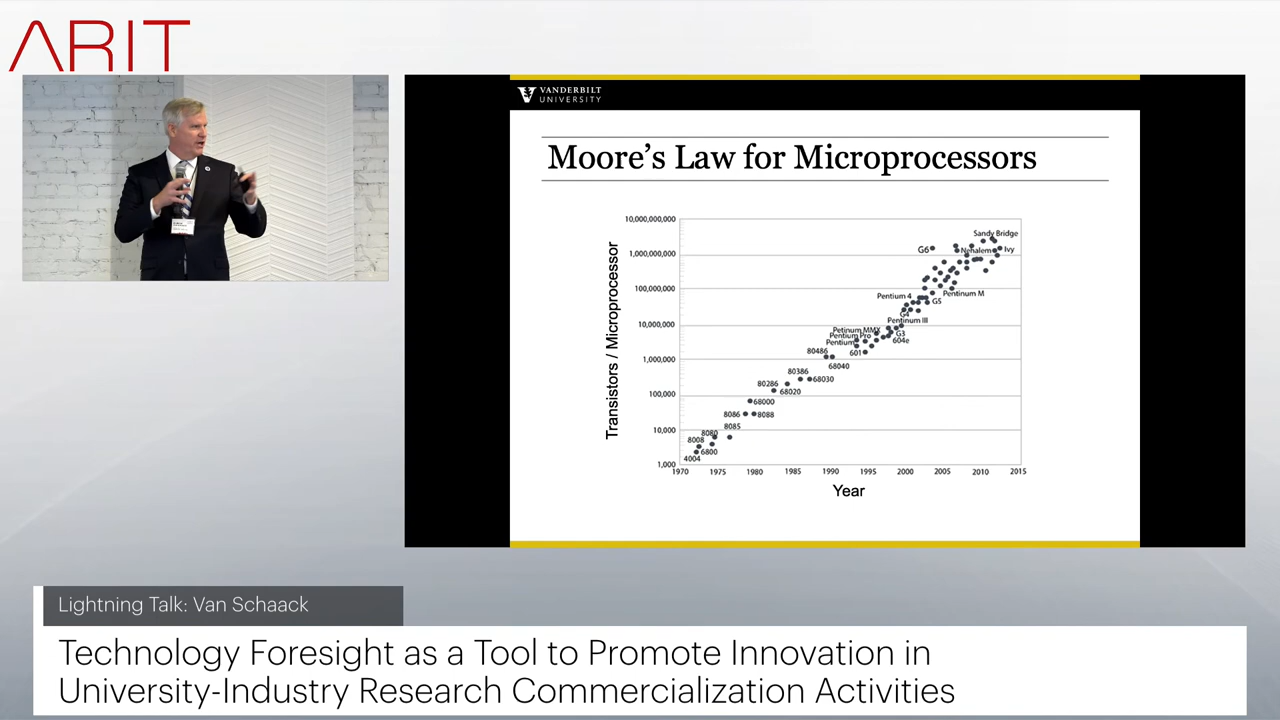 ARIT
VANDERBILT
UNIVERSITY
Moore's Law for Microprocessors
Transistors / Microprocessor
10,000,000,000
1,000,000,000
100,000,000
10,000,000
1,000,000
100,000
10,000
1,000
Sandy Bridge
G6
Nehalem
Ivy
Pentinum M
Pentium 4
G5
G4
Pentinum III
Petinum MMX
Pentium Pro
G3
Pentium
604e
601
80486
68040
80386
68030
80286
68020
68000
8086
8088
8085
8080
8008
6800
4004
1970 1975 1980 1985 1990 1995 2000 2005 2010 2015
Year
Lightning Talk: Van Schaack
Technology Foresight as a Tool to Promote Innovation in
University-Industry Research Commercialization Activities